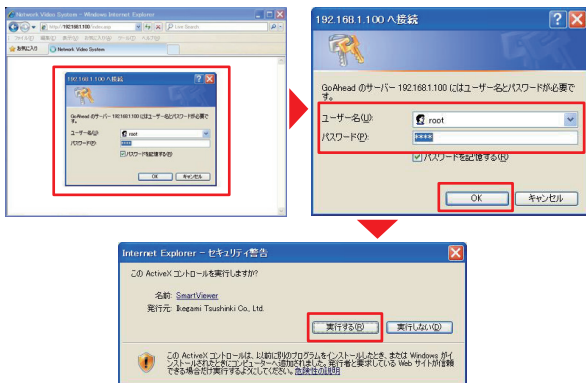 Network Video System - Windows Internet Explorer
Live Search
お気に入り
Network Video System
192.168.1.100 へ接続
GoAhead のサーバー 192.168.1.100 にはユーザー名とパスワードが必要です。
ユーザー名(U):
root
パスワード(P):
****
パスワードを記憶する(R)
OK
キャンセル
192.168.1.100 へ接続
GoAhead のサーバー 192.168.1.100 にはユーザー名とパスワードが必要で
す。
ユーザー名(U):
root
パスワード(P):
****
パスワードを記憶する(R)
OK
キャンセル
Internet Explorer - セキュリティ警告
この ActiveX コントロールを実行しますか?
名前: SmartViewer
発行元: Ikegami Tsushinki Co., Ltd.
実行する(R)
実行しない(D)
この ActiveX コントロールは、以前に別のプログラムをインストールしたとき、または Windows がイ
ンストールされたときにコンピューターへ追加されました。発行者と要求している Web サイトが信頼
できる場合だけ実行するようにしてください。危険性の説明